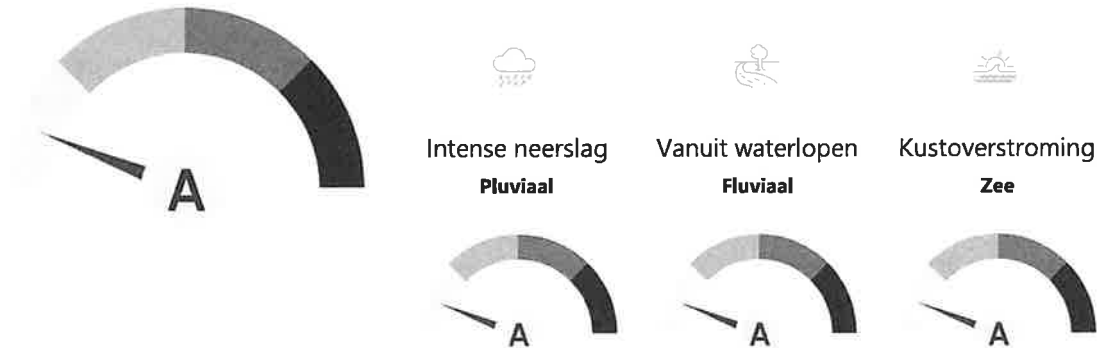 A
Intense neerslag Vanuit waterlopen Kustoverstroming
Pluviaal Fluviaal Zee
A A A